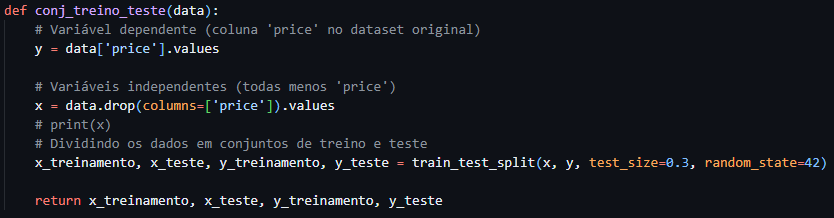 def conj_treino_teste(data):
    # Variável dependente (coluna 'price' no dataset original)
    y = data['price'].values

    # Variáveis independentes (todas menos 'price')
    x = data.drop(columns=['price']).values
    # print(x)
    # Dividindo os dados em conjuntos de treino e teste
    x_treinamento, x_teste, y_treinamento, y_teste = train_test_split(x, y, test_size=0.3, random_state=42)

    return x_treinamento, x_teste, y_treinamento, y_teste